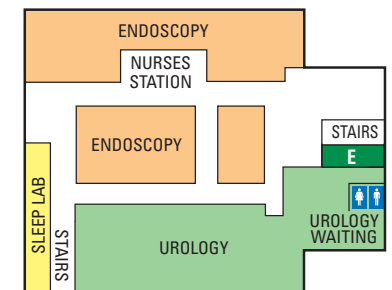 ENDOSCOPY
NURSES
STATION
ENDOSCOPY
STAIRS
E
SLEEP LAB
STAIRS
UROLOGY
UROLOGY
WAITING